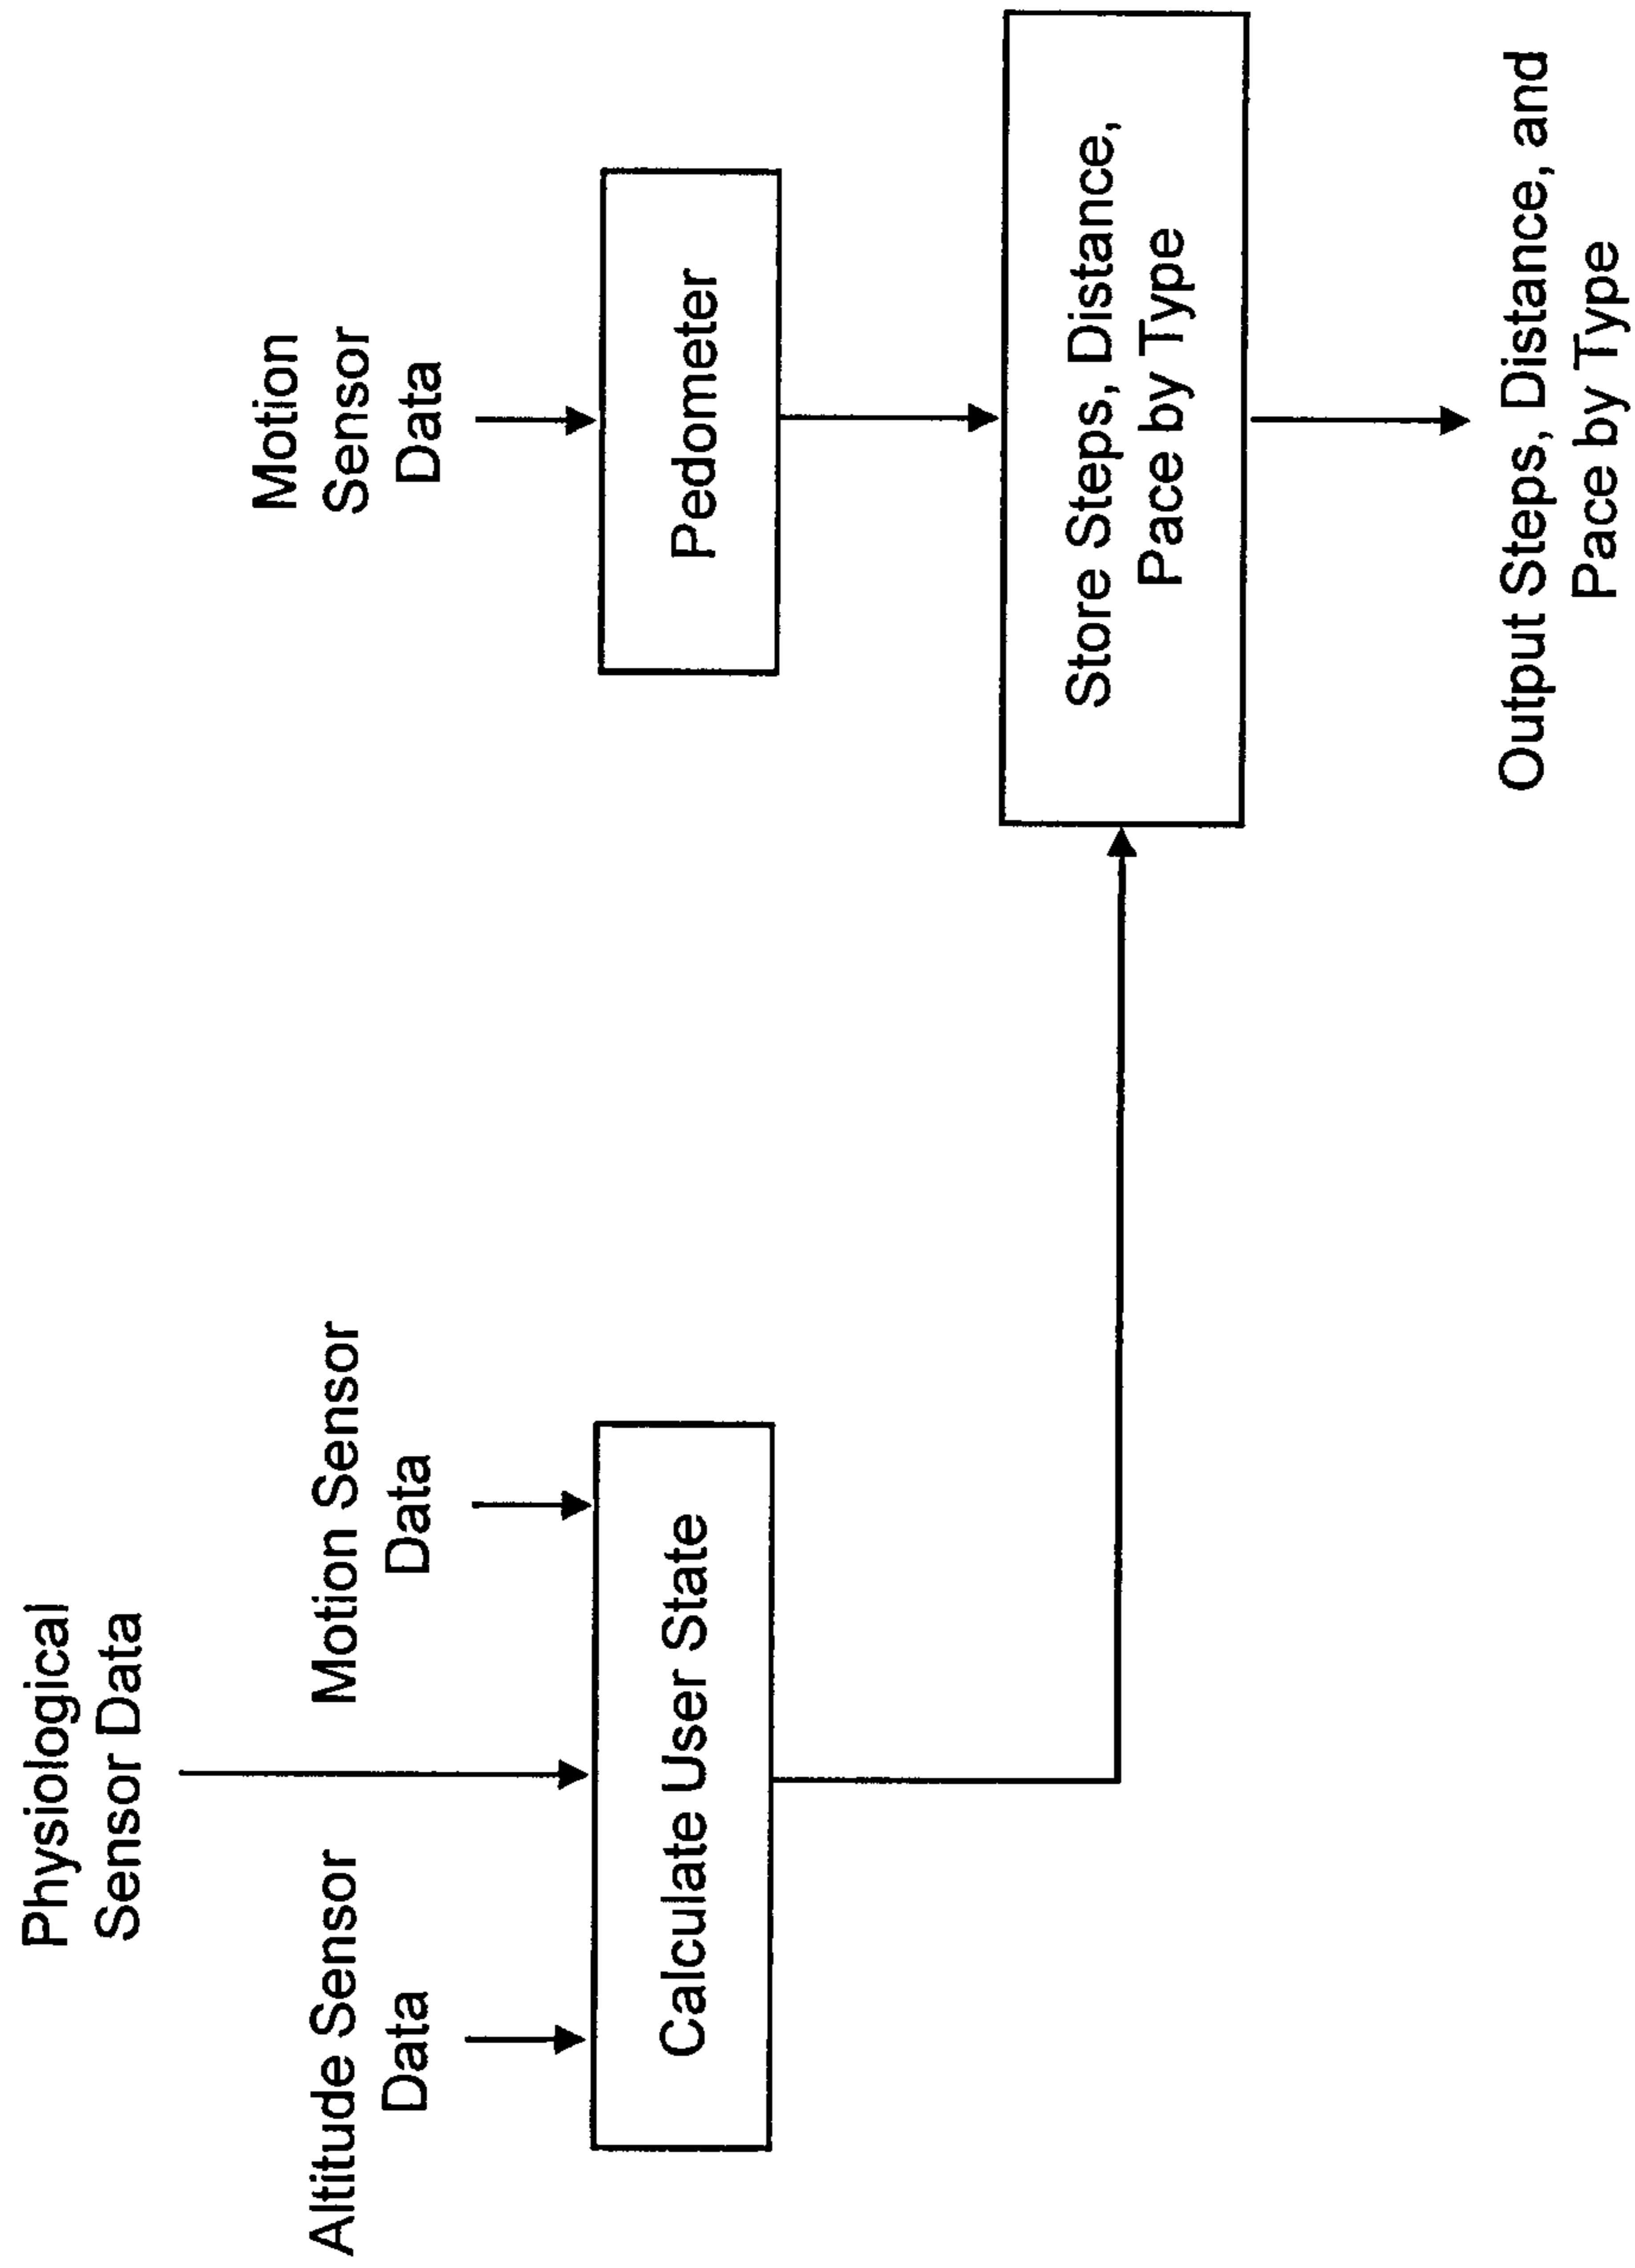 Physiological
Sensor Data
Altitude Sensor
Data
Motion Sensor
Data
Calculate User State
Motion
Sensor
Data
Pedometer
Store Steps, Distance,
Pace by Type
Output Steps, Distance, and
Pace by Type